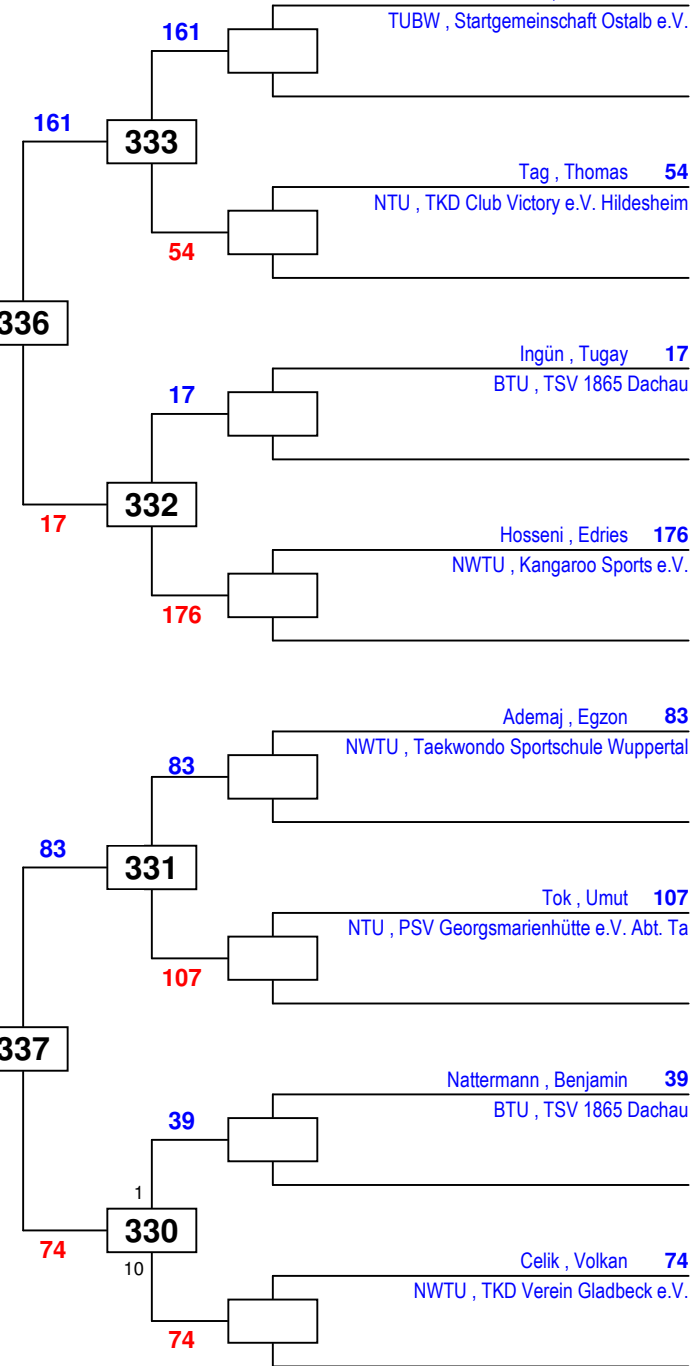 TUBW , Startgemeinschaft Ostalb e.V.
161
161
333
Tag , Thomas 54
NTU , TKD Club Victory e.V. Hildesheim
54
336
Ingün , Tugay 17
BTU , TSV 1865 Dachau
17
332
17
Hosseni , Edries 176
NWTU , Kangaroo Sports e.V.
176
Ademaj , Egzon 83
NWTU , Taekwondo Sportschule Wuppertal
83
83
331
Tok , Umut 107
NTU , PSV Georgsmarienhütte e.V. Abt. Ta
107
337
Nattermann , Benjamin 39
BTU , TSV 1865 Dachau
39
1
330
74
10
Celik , Volkan 74
NWTU , TKD Verein Gladbeck e.V.
74